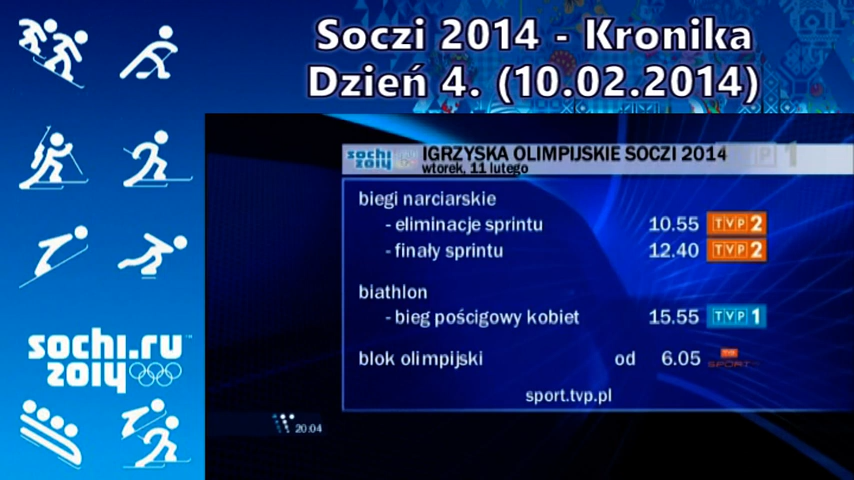 Soczi 2014 - Kronika
Dzień 4. (10.02.2014)
sochi 2014 IGRZYSKA OLIMPIJSKIE SOCZI 2014 TVP 1
wtorek, 11 lutego
biegi narciarskie
- eliminacje sprintu 10.55 TVP 2
- finały sprintu 12.40 TVP 2
biathlon
- bieg pościgowy kobiet 15.55 TVP 1
blok olimpijski od 6.05 TVP SPORT
sport.tvp.pl
20:04
sochi.ru
2014